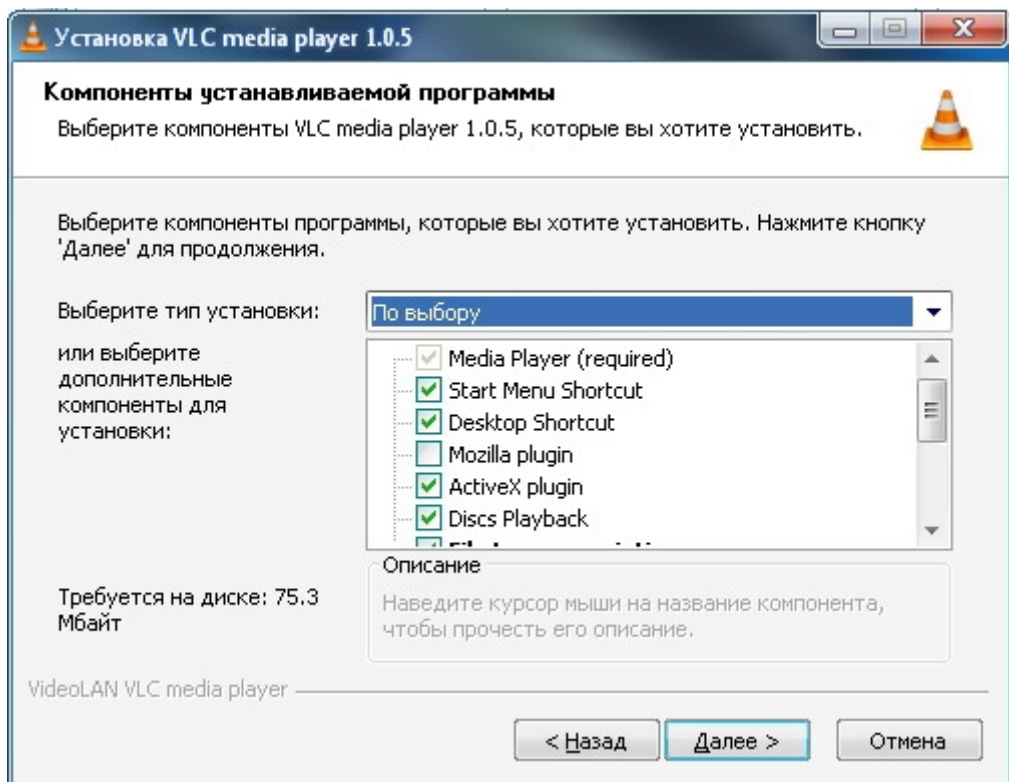 Установка VLC media player 1.0.5
Компоненты устанавливаемой программы
Выберите компоненты VLC media player 1.0.5, которые вы хотите установить.
Выберите компоненты программы, которые вы хотите установить. Нажмите кнопку
'Далее' для продолжения.
Выберите тип установки:
По выбору
или выберите
дополнительные
компоненты для
установки:
Media Player (required)
Start Menu Shortcut
Desktop Shortcut
Mozilla plugin
ActiveX plugin
Discs Playback
Требуется на диске: 75.3
Мбайт
Описание
Наведите курсор мыши на название компонента,
чтобы прочесть его описание.
VideoLAN VLC media player
< Назад
Далее >
Отмена